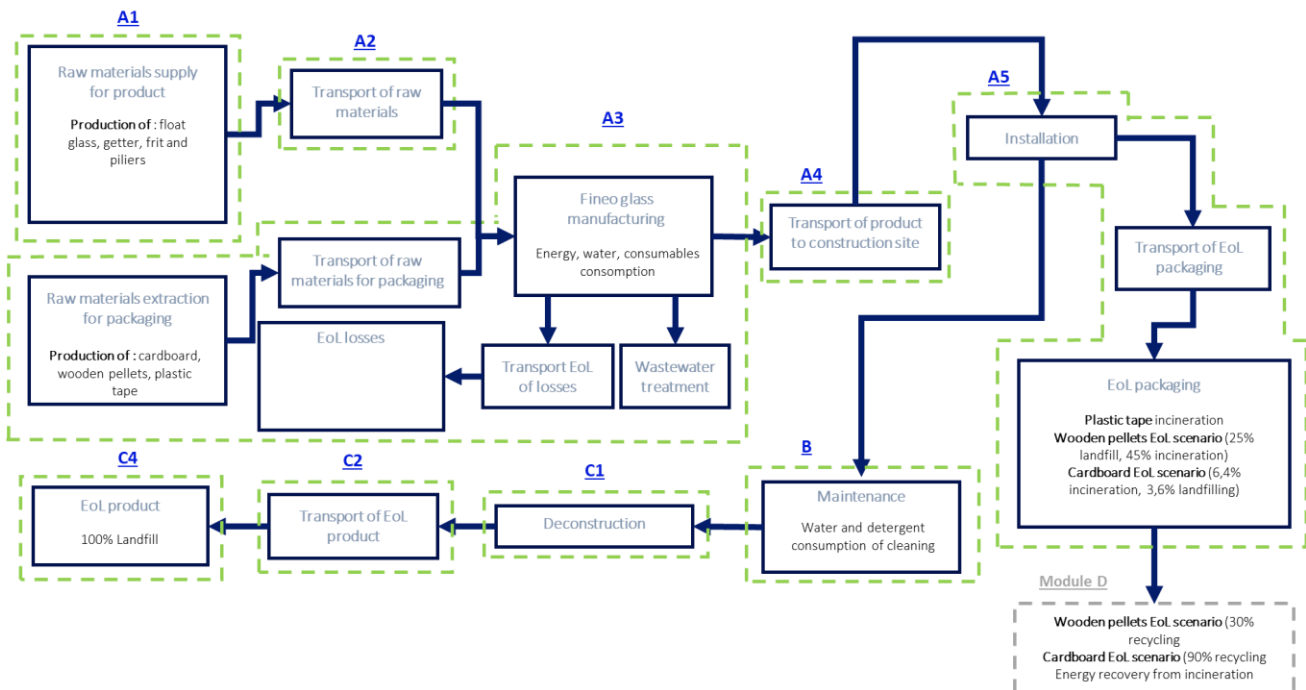 A1
Raw materials supply
for product
Production of : float
glass, getter, frit and
piliers
A2
Transport of raw
materials
A3
Fineo glass
manufacturing
Energy, water, consumables
consomption
A4
Transport of product
to construction site
A5
Installation
Transport of EoL
packaging
Transport of raw
materials for packaging
Raw materials extraction
for packaging
Production of : cardboard,
wooden pellets, plastic
tape
EoL losses
Transport EoL
of losses
Wastewater
treatment
EoL packaging
Plastic tape incineration
Wooden pellets EoL scenario (25%
landfill, 45% incineration)
Cardboard EoL scenario (6,4%
incineration, 3,6% landfilling)
B
Maintenance
Water and detergent
consumption of cleaning
C1
Deconstruction
C2
Transport of EoL
product
C4
EoL product
100% Landfill
Module D
Wooden pellets EoL scenario (30%
recycling
Cardboard EoL scenario (90% recycling
Energy recovery from incineration